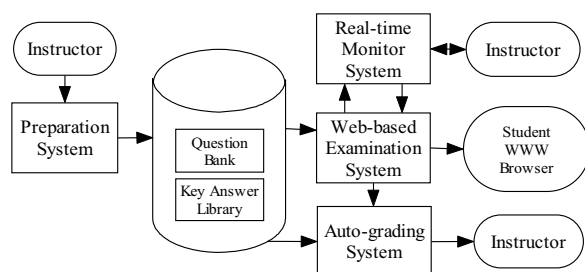 Instructor
Preparation
System
Question
Bank
Key Answer
Library
Real-time
Monitor
System
Instructor
Web-based
Examination
System
Student
WWW
Browser
Auto-grading
System
Instructor